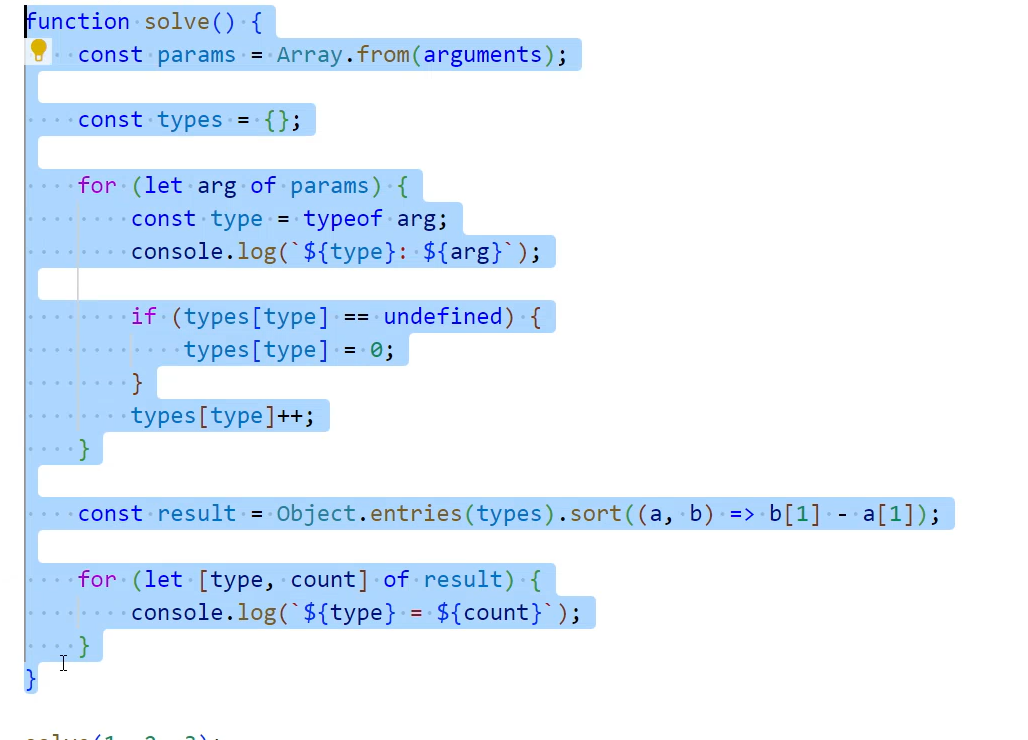 function solve() {
    const params = Array.from(arguments);
    const types = {};
    for (let arg of params) {
        const type = typeof arg;
        console.log(`${type}: ${arg}`);
        if (types[type] == undefined) {
            types[type] = 0;
        }
        types[type]++;
    }
    const result = Object.entries(types).sort((a, b) => b[1] - a[1]);
    for (let [type, count] of result) {
        console.log(`${type} = ${count}`);
    }
}